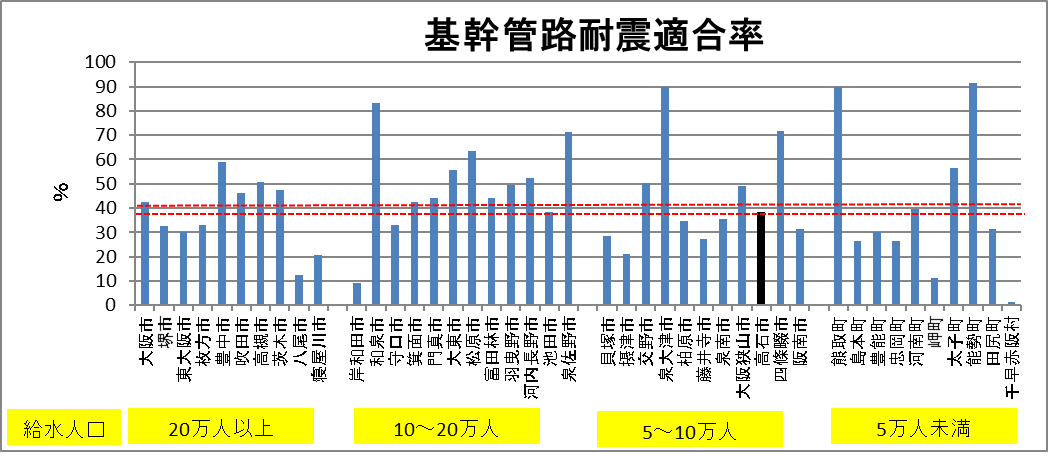 基幹管路耐震適合率
100
90
80
70
60
50
40
30
20
10
0
%
大阪市
堺市
東大阪市
枚方市
豊中市
吹田市
高槻市
茨木市
八尾市
寝屋川市
岸和田市
和泉市
守口市
箕面市
門真市
大東市
松原市
富田林市
羽曳野市
河内長野市
池田市
泉佐野市
貝塚市
摂津市
交野市
泉大津市
柏原市
藤井寺市
泉南市
大阪狭山市
高石市
四條畷市
阪南市
熊取町
島本町
豊能町
忠岡町
河南町
岬町
太子町
能勢町
田尻町
千早赤阪村
給水人口
20万人以上
10～20万人
5～10万人
5万人未満